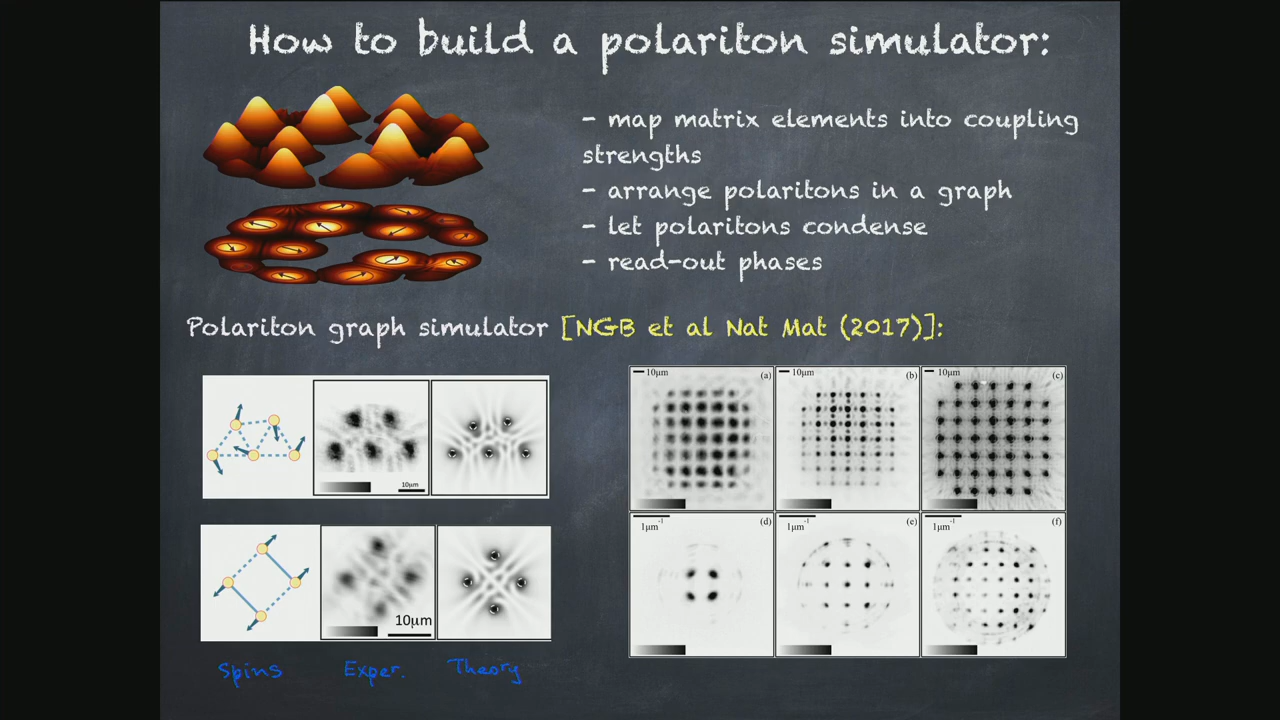 How to build a polariton simulator:
- map matrix elements into coupling
strengths
- arrange polaritons in a graph
- let polaritons condense
- read-out phases
Polariton graph simulator [NGB et al Nat Mat (2017)]:
10μm
10μm
Spins Exper. Theory
10μm (a)
10μm (b)
10μm (c)
1μm⁻¹ (d)
1μm⁻¹ (e)
1μm⁻¹ (f)